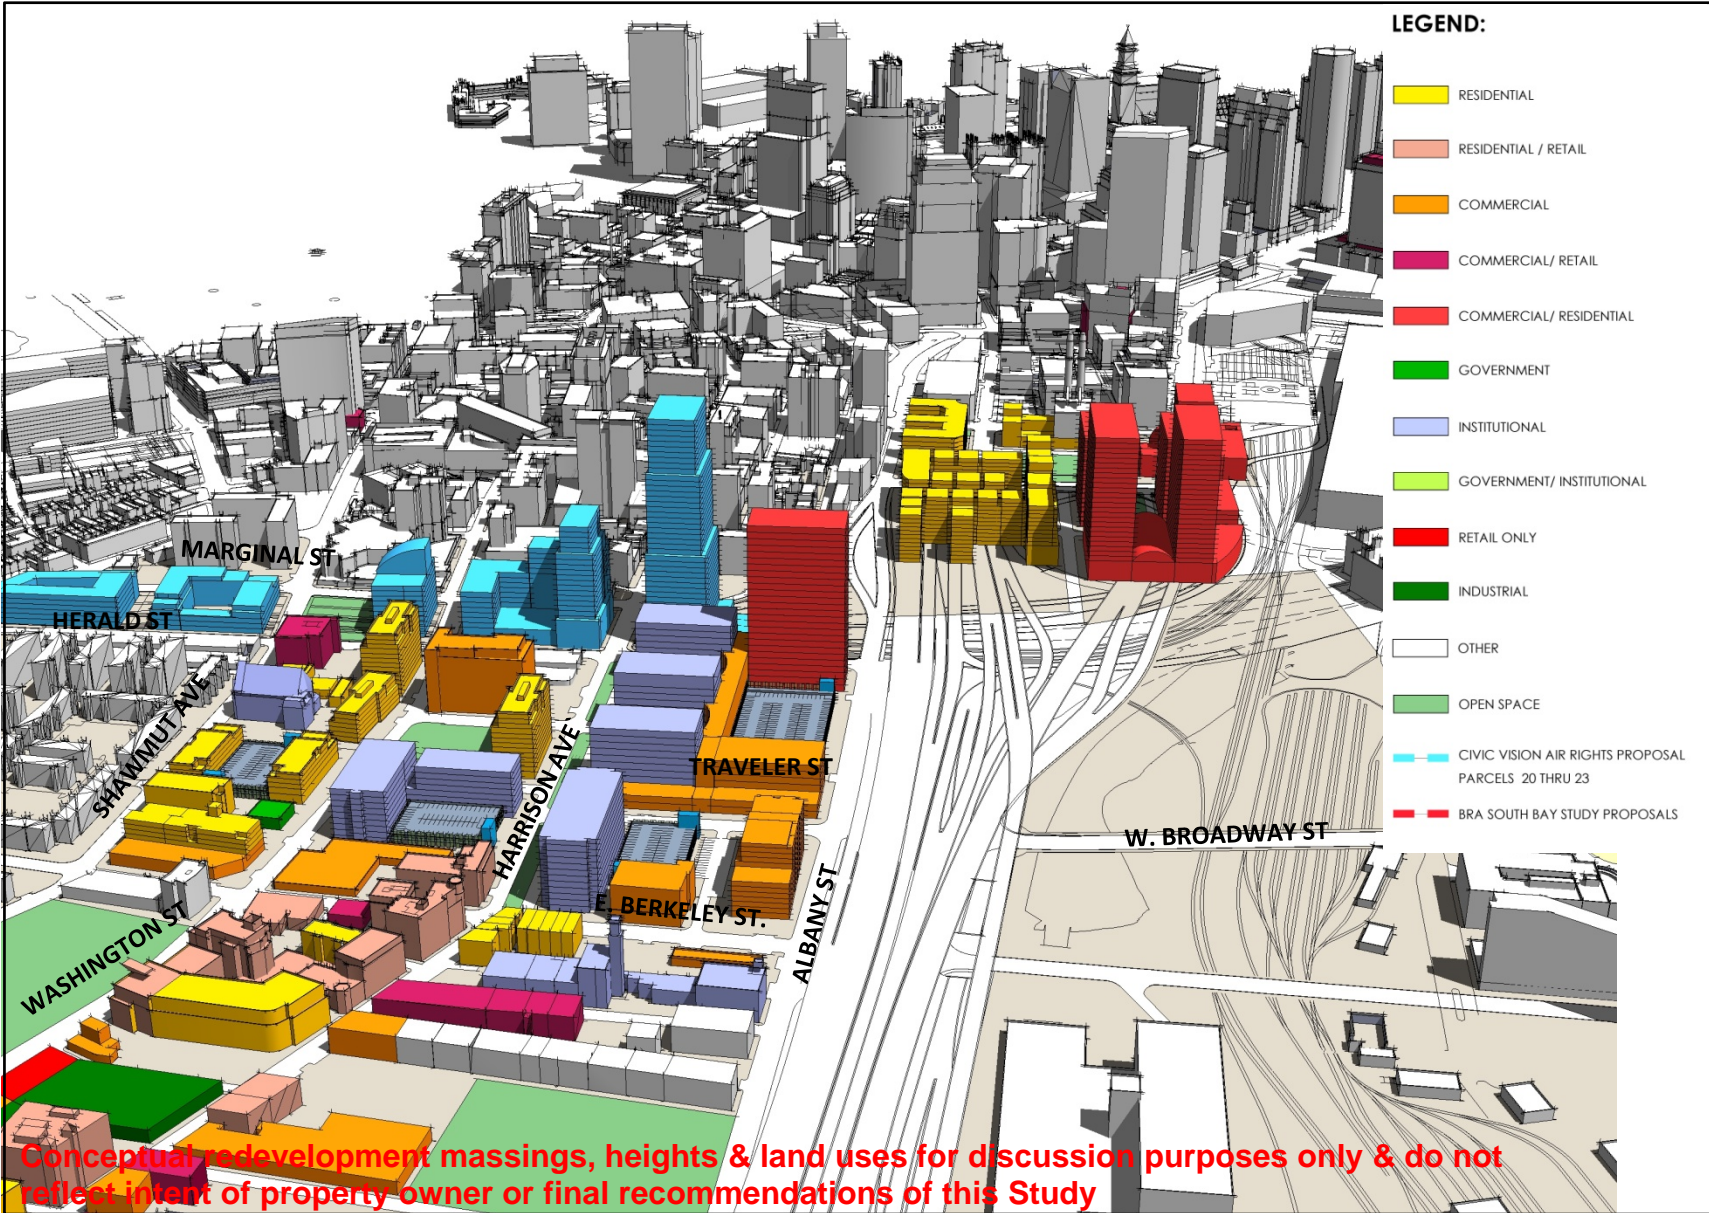 LEGEND:
RESIDENTIAL
RESIDENTIAL / RETAIL
COMMERCIAL
COMMERCIAL/ RETAIL
COMMERCIAL/ RESIDENTIAL
GOVERNMENT
INSTITUTIONAL
GOVERNMENT/ INSTITUTIONAL
RETAIL ONLY
INDUSTRIAL
OTHER
OPEN SPACE
CIVIC VISION AIR RIGHTS PROPOSAL
PARCELS 20 THRU 23
BRA SOUTH BAY STUDY PROPOSALS
MARGINAL ST
HERALD ST
SHAWMUT AVE
HARRISON AVE
TRAVELER ST
W. BROADWAY ST
E. BERKELEY ST.
ALBANY ST
WASHINGTON ST
Conceptual redevelopment massings, heights & land uses for discussion purposes only & do not
reflect intent of property owner or final recommendations of this Study